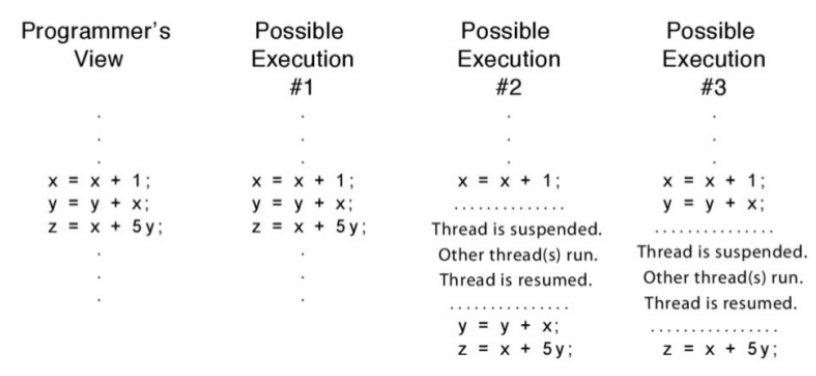 Programmer's
View
.
.
.
x = x + 1;
y = y + x;
z = x + 5y;
.
.
.
Possible
Execution
#1
.
.
.
x = x + 1;
y = y + x;
z = x + 5y;
.
.
.
Possible
Execution
#2
.
.
.
x = x + 1;
..............
Thread is suspended.
Other thread(s) run.
Thread is resumed.
...............
y = y + x;
z = x + 5y;
Possible
Execution
#3
.
.
.
x = x + 1;
y = y + x;
...............
Thread is suspended.
Other thread(s) run.
Thread is resumed.
................
z = x + 5y;